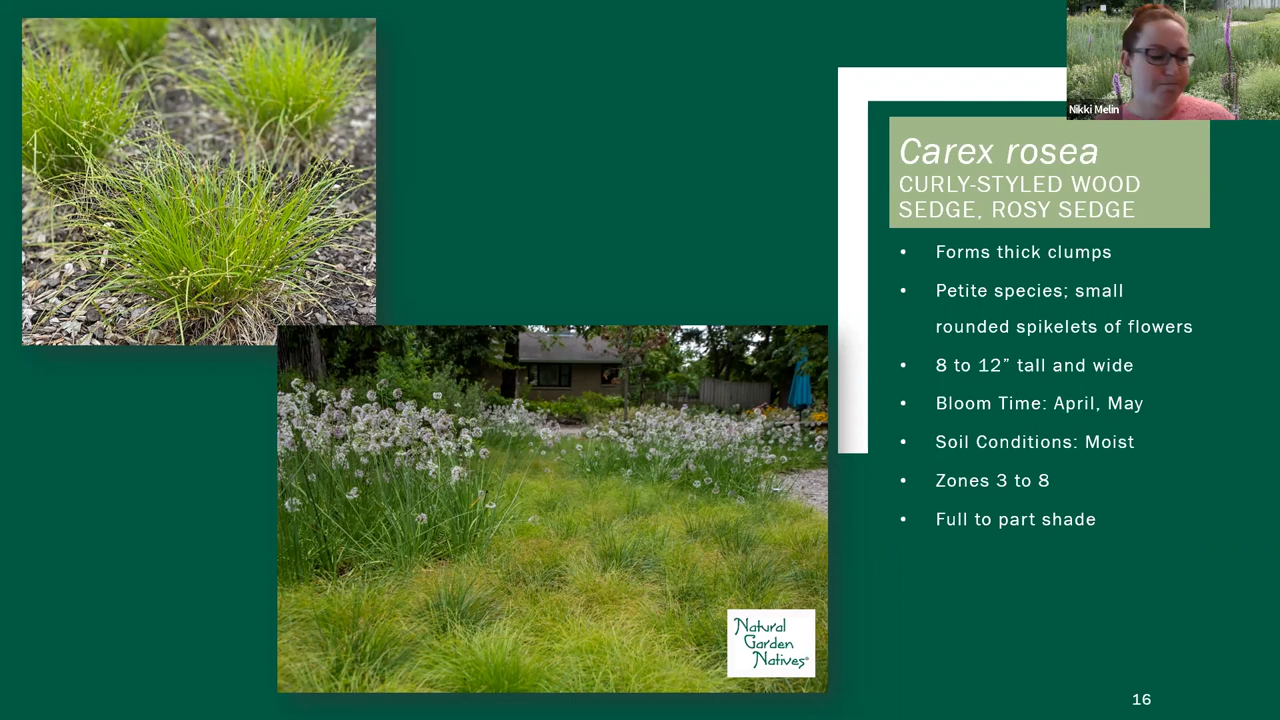 Nikki Melin
Carex rosea
CURLY-STYLED WOOD
SEDGE, ROSY SEDGE
• Forms thick clumps
• Petite species; small
rounded spikelets of flowers
• 8 to 12” tall and wide
• Bloom Time: April, May
• Soil Conditions: Moist
• Zones 3 to 8
• Full to part shade
Natural
Garden
Natives®
16